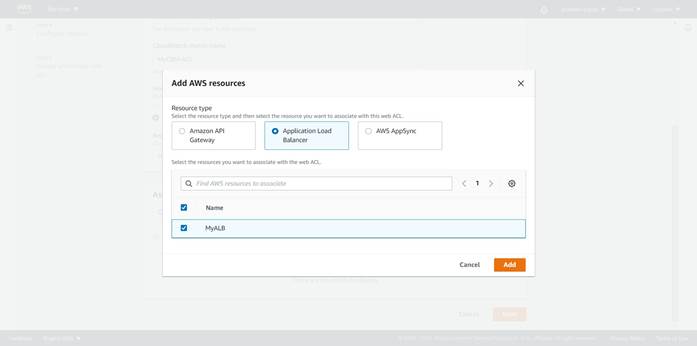 Add AWS resources
Resource type
Select the resource type and then select the resource you want to associate with this web ACL.
Amazon API
Gateway
Application Load
Balancer
AWS AppSync
Select the resources you want to associate with the web ACL.
Find AWS resources to associate
1
Name
MyALB
Cancel
Add